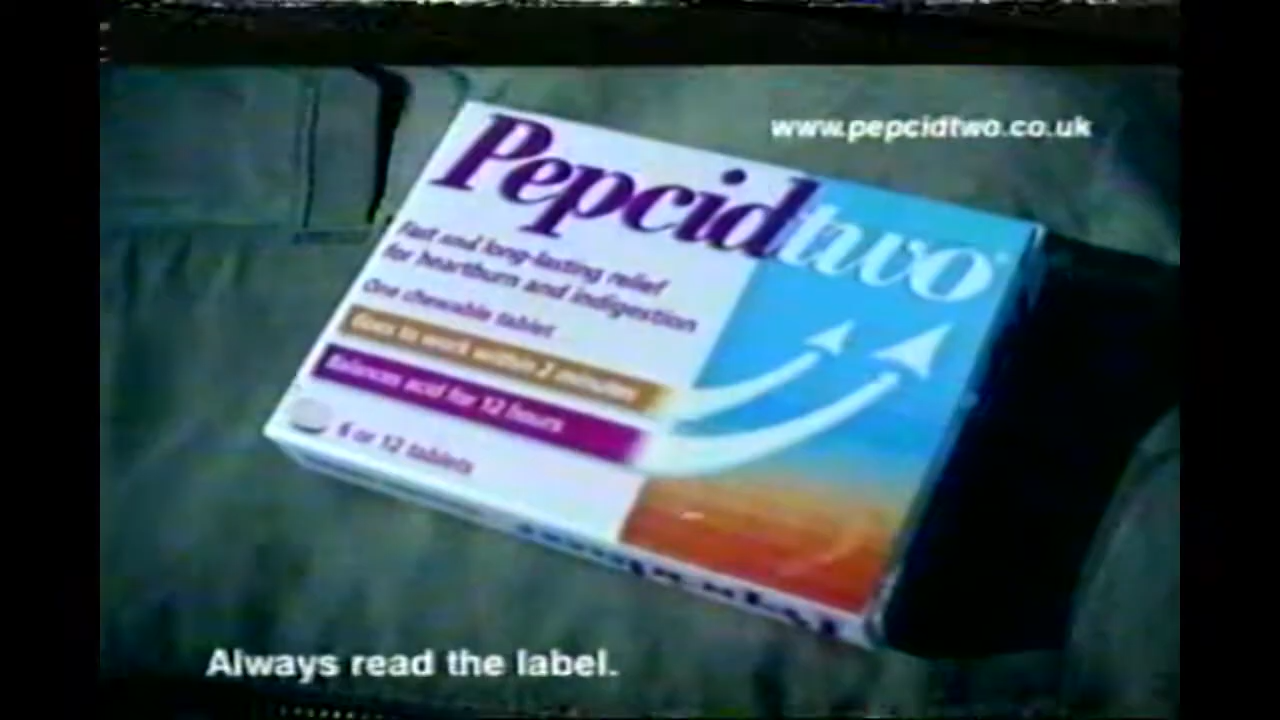 www.pepcidtwo.co.uk
Pepcidtwo
Fast and long-lasting relief
for heartburn and indigestion
One chewable tablet
Goes to work within 2 minutes
Balances acid for 12 hours
6 or 12 tablets
Always read the label.